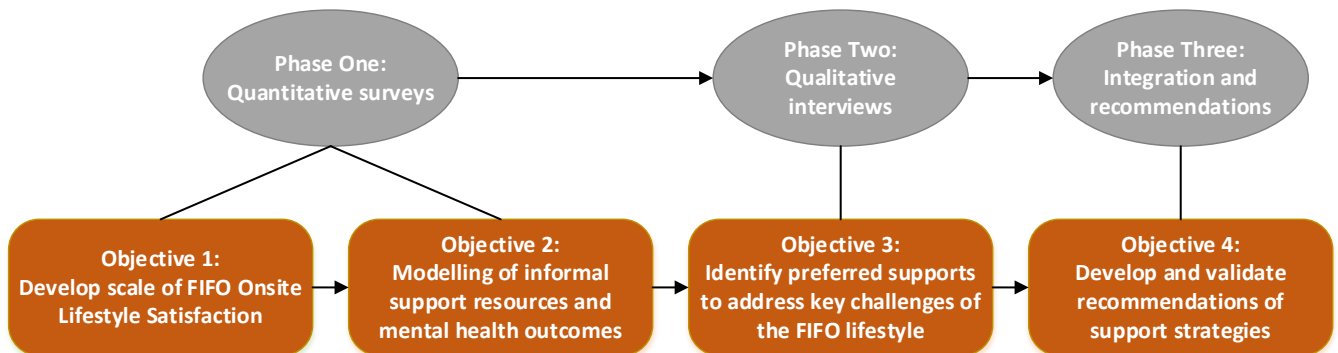 Phase One:
Quantitative surveys
Phase Two:
Qualitative
interviews
Phase Three:
Integration and
recommendations
Objective 1:
Develop scale of FIFO Onsite
Lifestyle Satisfaction
Objective 2:
Modelling of informal
support resources and
mental health outcomes
Objective 3:
Identify preferred supports
to address key challenges of
the FIFO lifestyle
Objective 4:
Develop and validate
recommendations of
support strategies